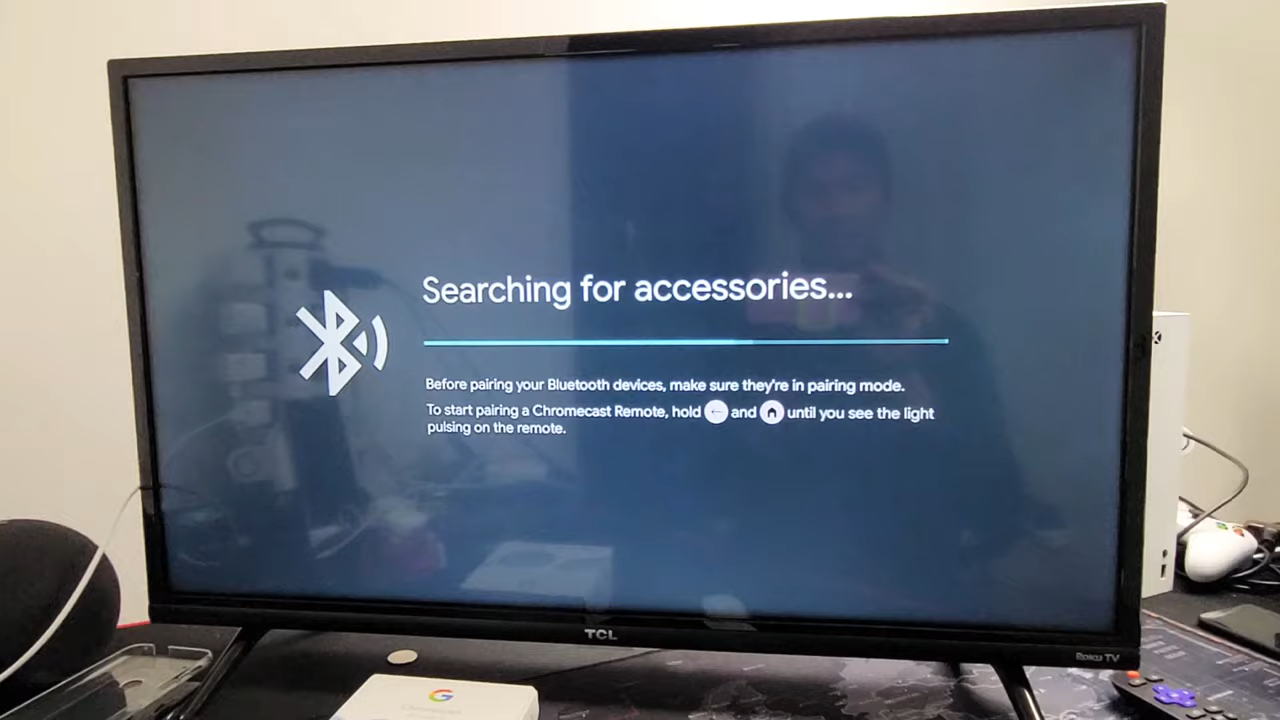 Searching for accessories...
Before pairing your Bluetooth devices, make sure they're in pairing mode.
To start pairing a Chromecast Remote, hold ← and until you see the light
pulsing on the remote.
TCL
Roku TV
G
Chromecast